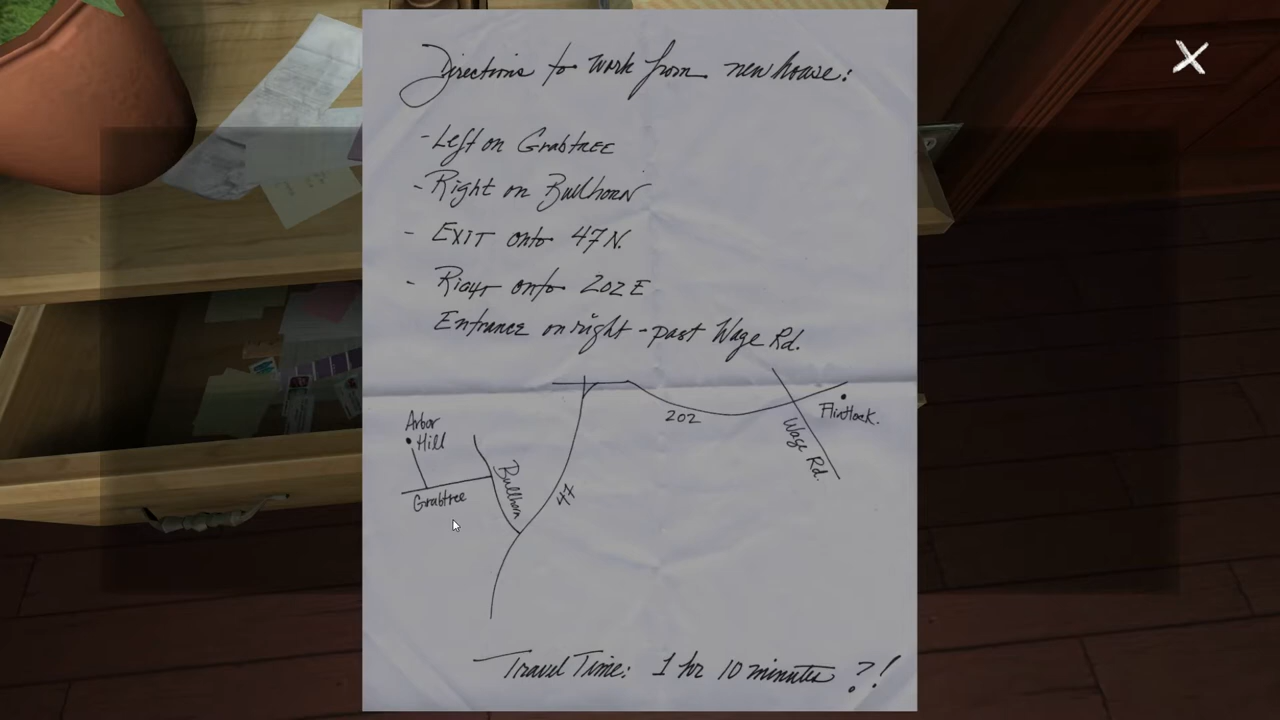 Directions to work from new house:
- Left on Grabtree
- Right on Bullhorn
- Exit onto 47 N.
- Right onto 202 E
Entrance on right - past Wage Rd.
Arbor
Hill
Grabtree
Bullhorn
47
202
Wage Rd.
Flintlock.
Travel Time: 1 hr 10 minutes ?!